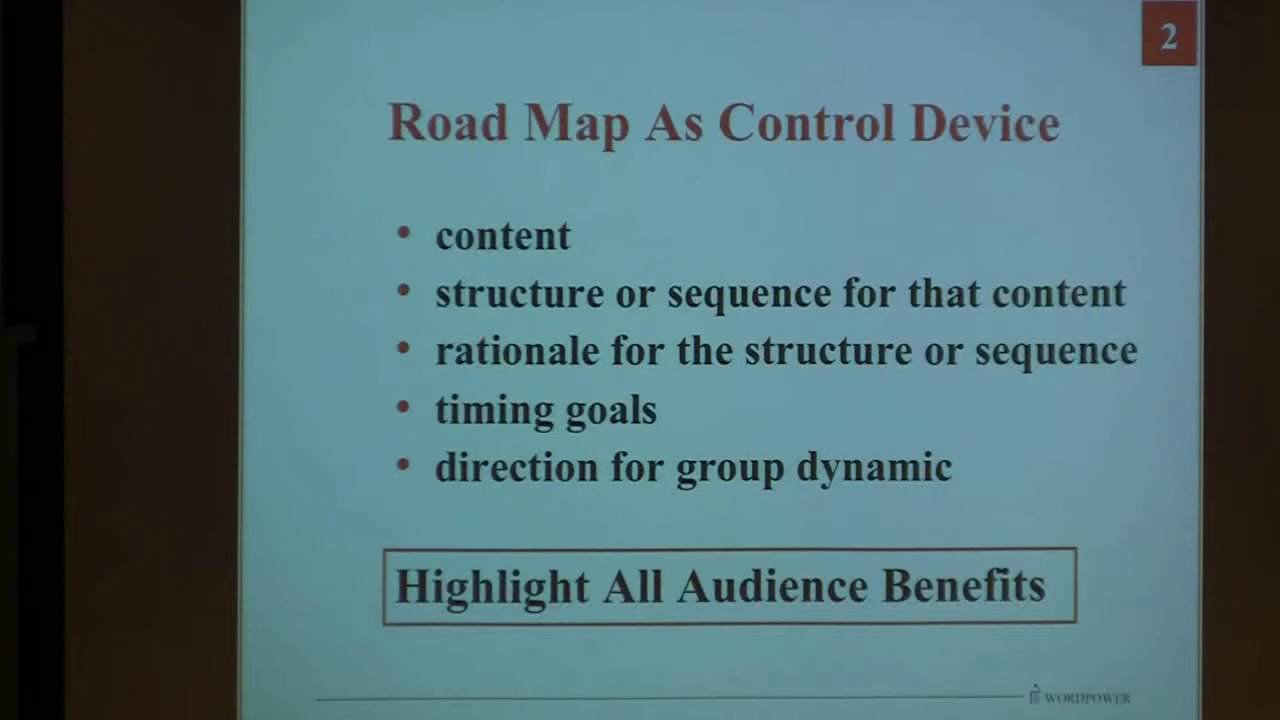 2
Road Map As Control Device
• content
• structure or sequence for that content
• rationale for the structure or sequence
• timing goals
• direction for group dynamic
Highlight All Audience Benefits
WORDPOWER